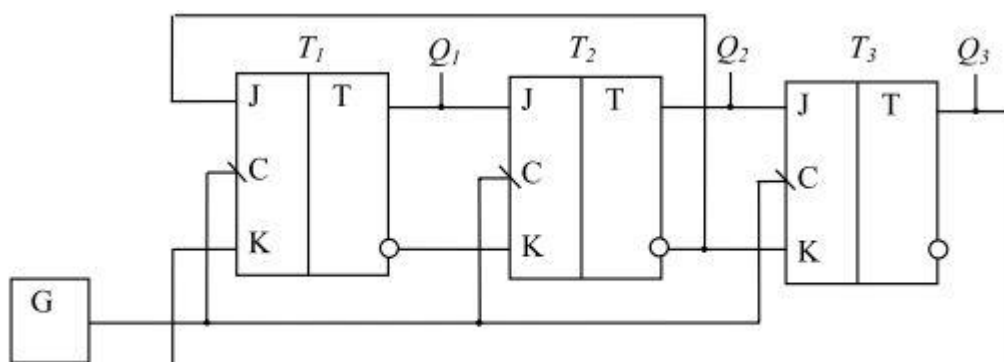 T₁ Q₁ T₂ Q₂ T₃ Q₃
J T J T J T
C C C
K K K
G